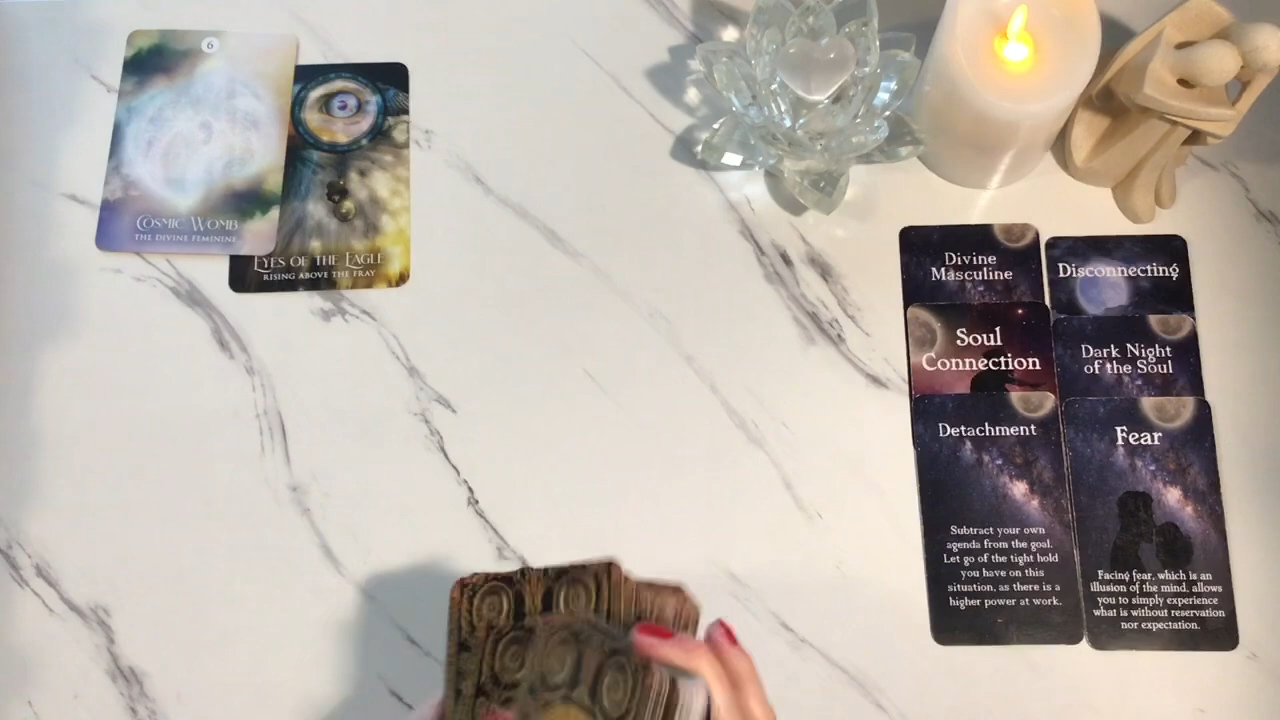 6
Cosmic Womb
The Divine Feminine
Eyes of the Eagle
Rising Above the Fray
Divine
Masculine
Disconnecting
Soul
Connection
Dark Night
of the Soul
Detachment
Subtract your own
agenda from the goal.
Let go of the tight hold
you have on this
situation, as there is a
higher power at work.
Fear
Facing fear, which is an
illusion of the mind, allows
you to simply experience
what is without reservation
nor expectation.